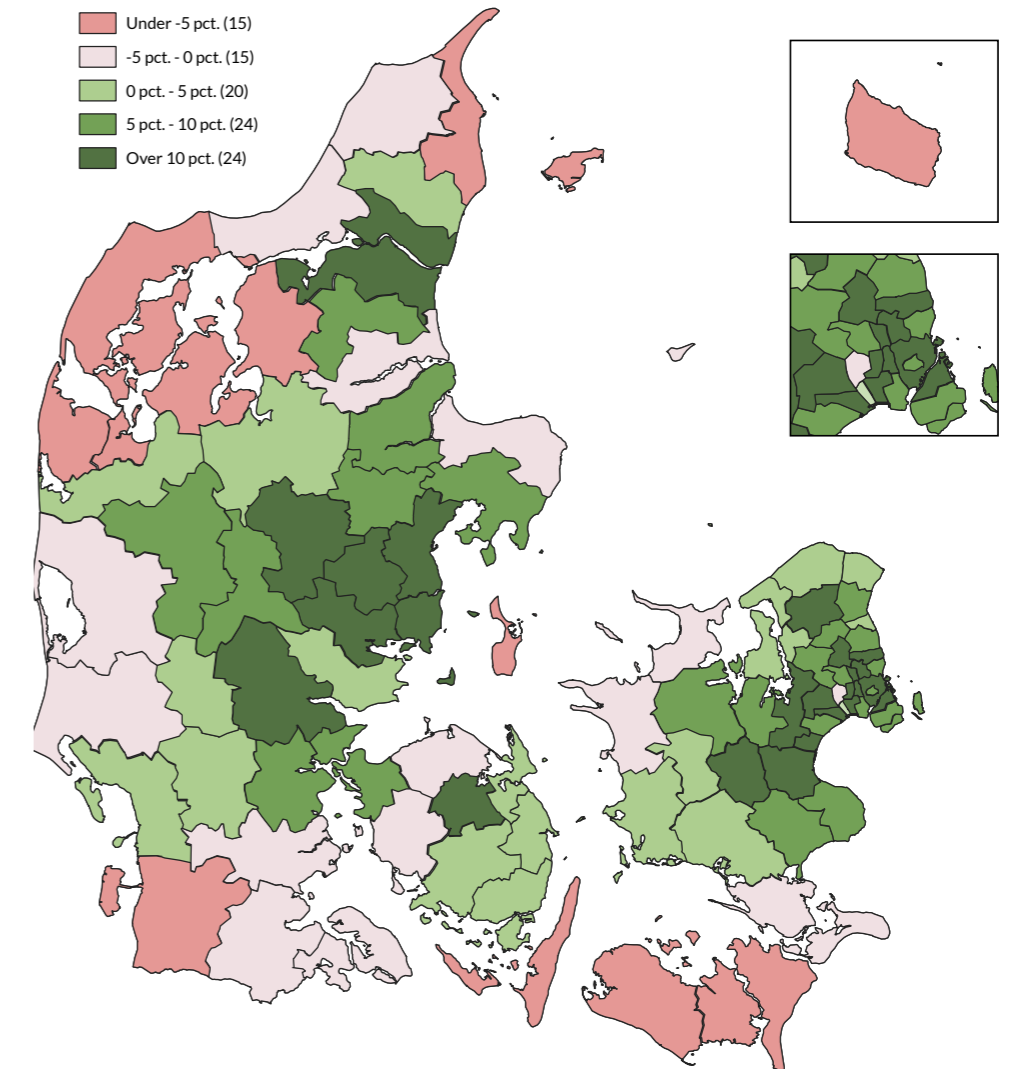 Under -5 pct. (15)
-5 pct. - 0 pct. (15)
0 pct. - 5 pct. (20)
5 pct. - 10 pct. (24)
Over 10 pct. (24)